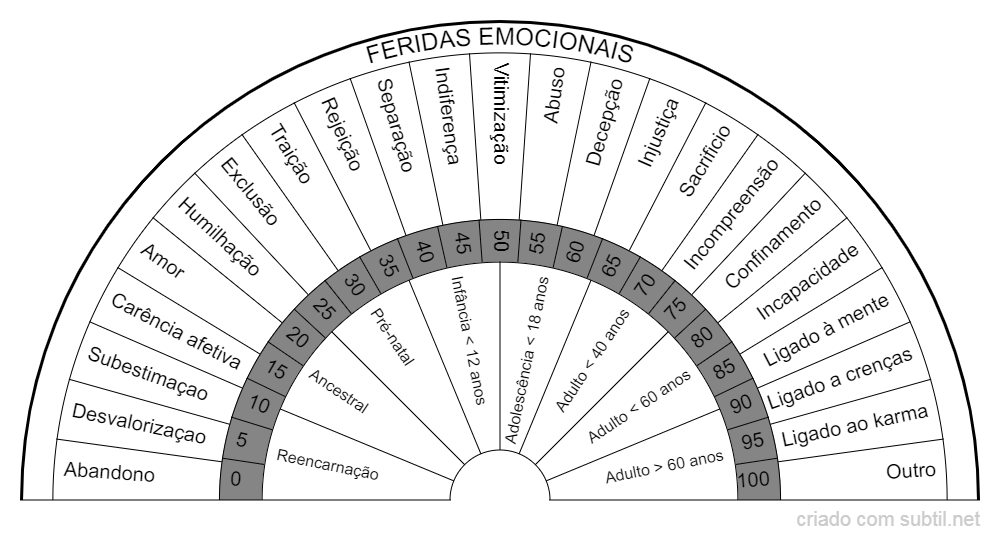 FERIDAS EMOCIONAIS
Abandono
Desvalorizaçao
Subestimaçao
Carência afetiva
Amor
Humilhação
Exclusão
Traição
Rejeição
Separação
Indiferença
Vitimização
Abuso
Decepção
Injustiça
Sacrificio
Incompreensão
Confinamento
Incapacidade
Ligado à mente
Ligado a crenças
Ligado ao karma
Outro
0
5
10
15
20
25
30
35
40
45
50
55
60
65
70
75
80
85
90
95
100
Reencarnação
Ancestral
Pré-natal
Infância < 12 anos
Adolescência < 18 anos
Adulto < 40 anos
Adulto < 60 anos
Adulto > 60 anos
criado com subtil.net